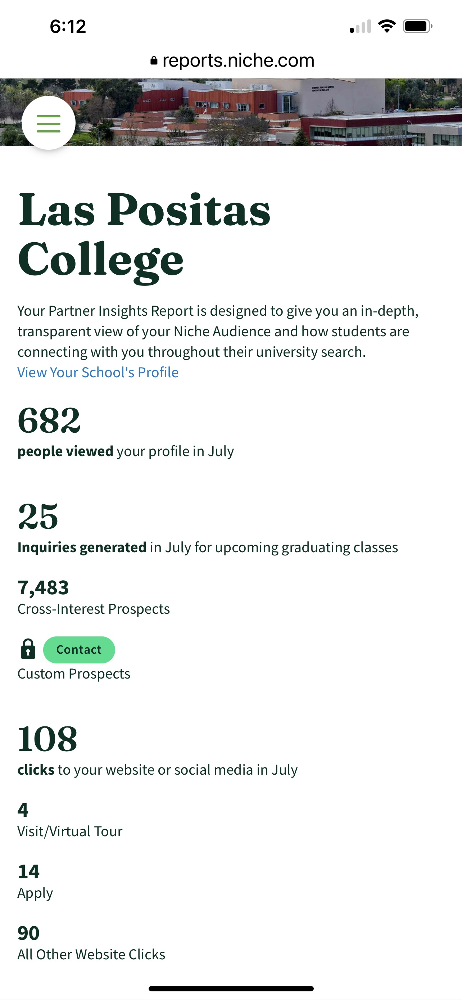 6:12
reports.niche.com
Las Positas
College
Your Partner Insights Report is designed to give you an in-depth,
transparent view of your Niche Audience and how students are
connecting with you throughout their university search.
View Your School's Profile
682
people viewed your profile in July
25
Inquiries generated in July for upcoming graduating classes
7,483
Cross-Interest Prospects
Contact
Custom Prospects
108
clicks to your website or social media in July
4
Visit/Virtual Tour
14
Apply
90
All Other Website Clicks